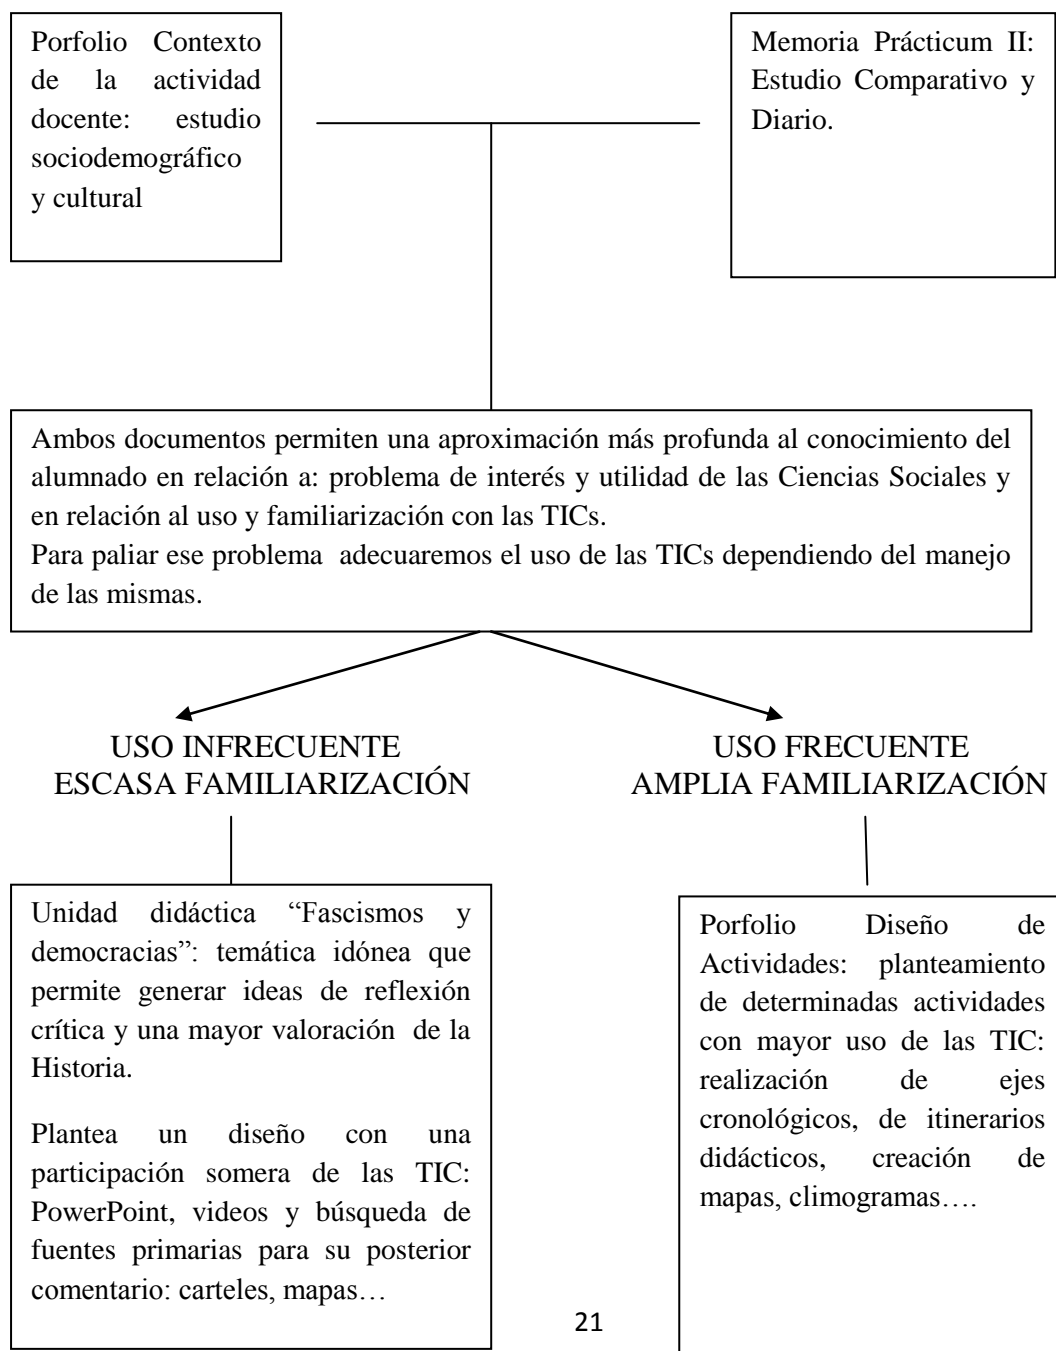 Porfolio Contexto
de la actividad
docente: estudio
sociodemográfico
y cultural
Memoria Prácticum II:
Estudio Comparativo y
Diario.
Ambos documentos permiten una aproximación más profunda al conocimiento del
alumnado en relación a: problema de interés y utilidad de las Ciencias Sociales y
en relación al uso y familiarización con las TICs.
Para paliar ese problema adecuaremos el uso de las TICs dependiendo del manejo
de las mismas.
USO INFRECUENTE
ESCASA FAMILIARIZACIÓN
USO FRECUENTE
AMPLIA FAMILIARIZACIÓN
Unidad didáctica “Fascismos y
democracias”: temática idónea que
permite generar ideas de reflexión
crítica y una mayor valoración de la
Historia.
Plantea un diseño con una
participación somera de las TIC:
PowerPoint, videos y búsqueda de
fuentes primarias para su posterior
comentario: carteles, mapas…
Porfolio Diseño de
Actividades: planteamiento
de determinadas actividades
con mayor uso de las TIC:
realización de ejes
cronológicos, de itinerarios
didácticos, creación de
mapas, climogramas….
21